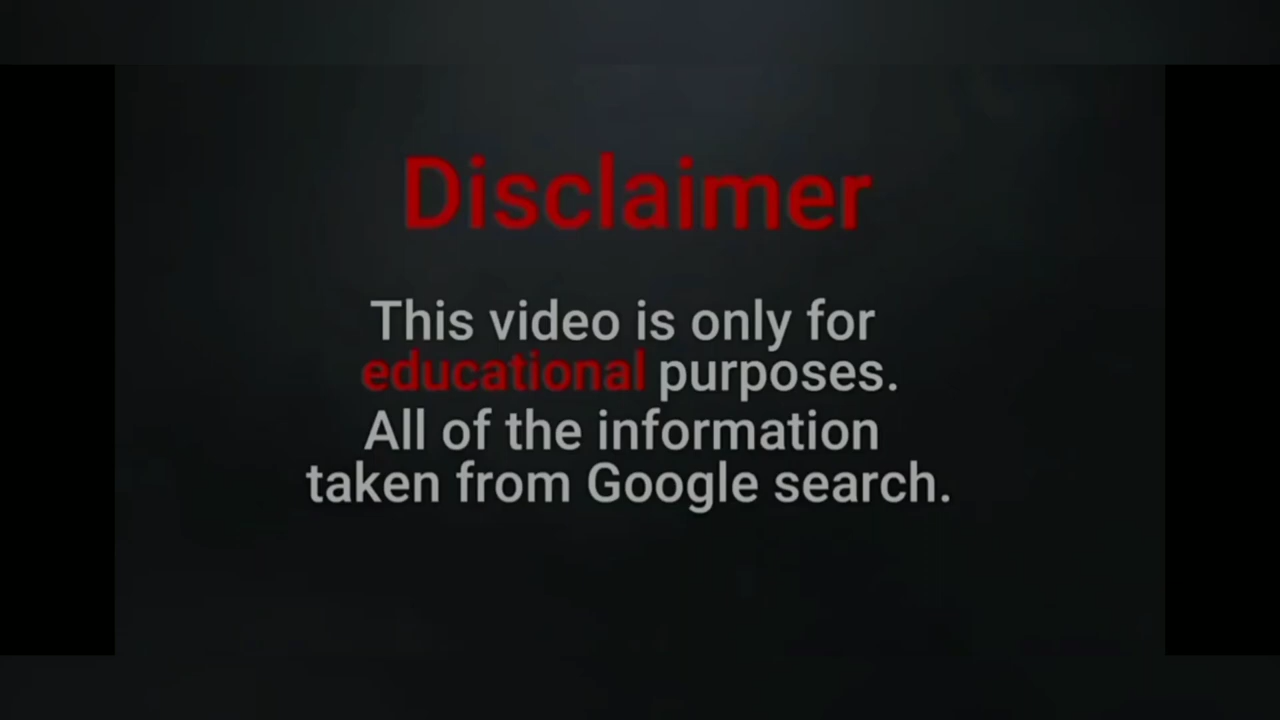 Disclaimer
This video is only for
educational purposes.
All of the information
taken from Google search.